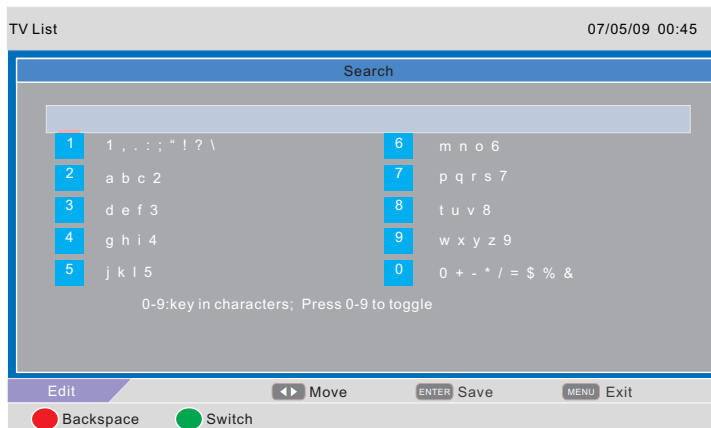 TV List 07/05/09 00:45
Search
1 1 , . : ; “ ! ? \ 6 m n o 6
2 a b c 2 7 p q r s 7
3 d e f 3 8 t u v 8
4 g h i 4 9 w x y z 9
5 j k l 5 0 0 + - * / = $ % &
0-9:key in characters; Press 0-9 to toggle
Edit Move ENTER Save MENU Exit
Backspace Switch